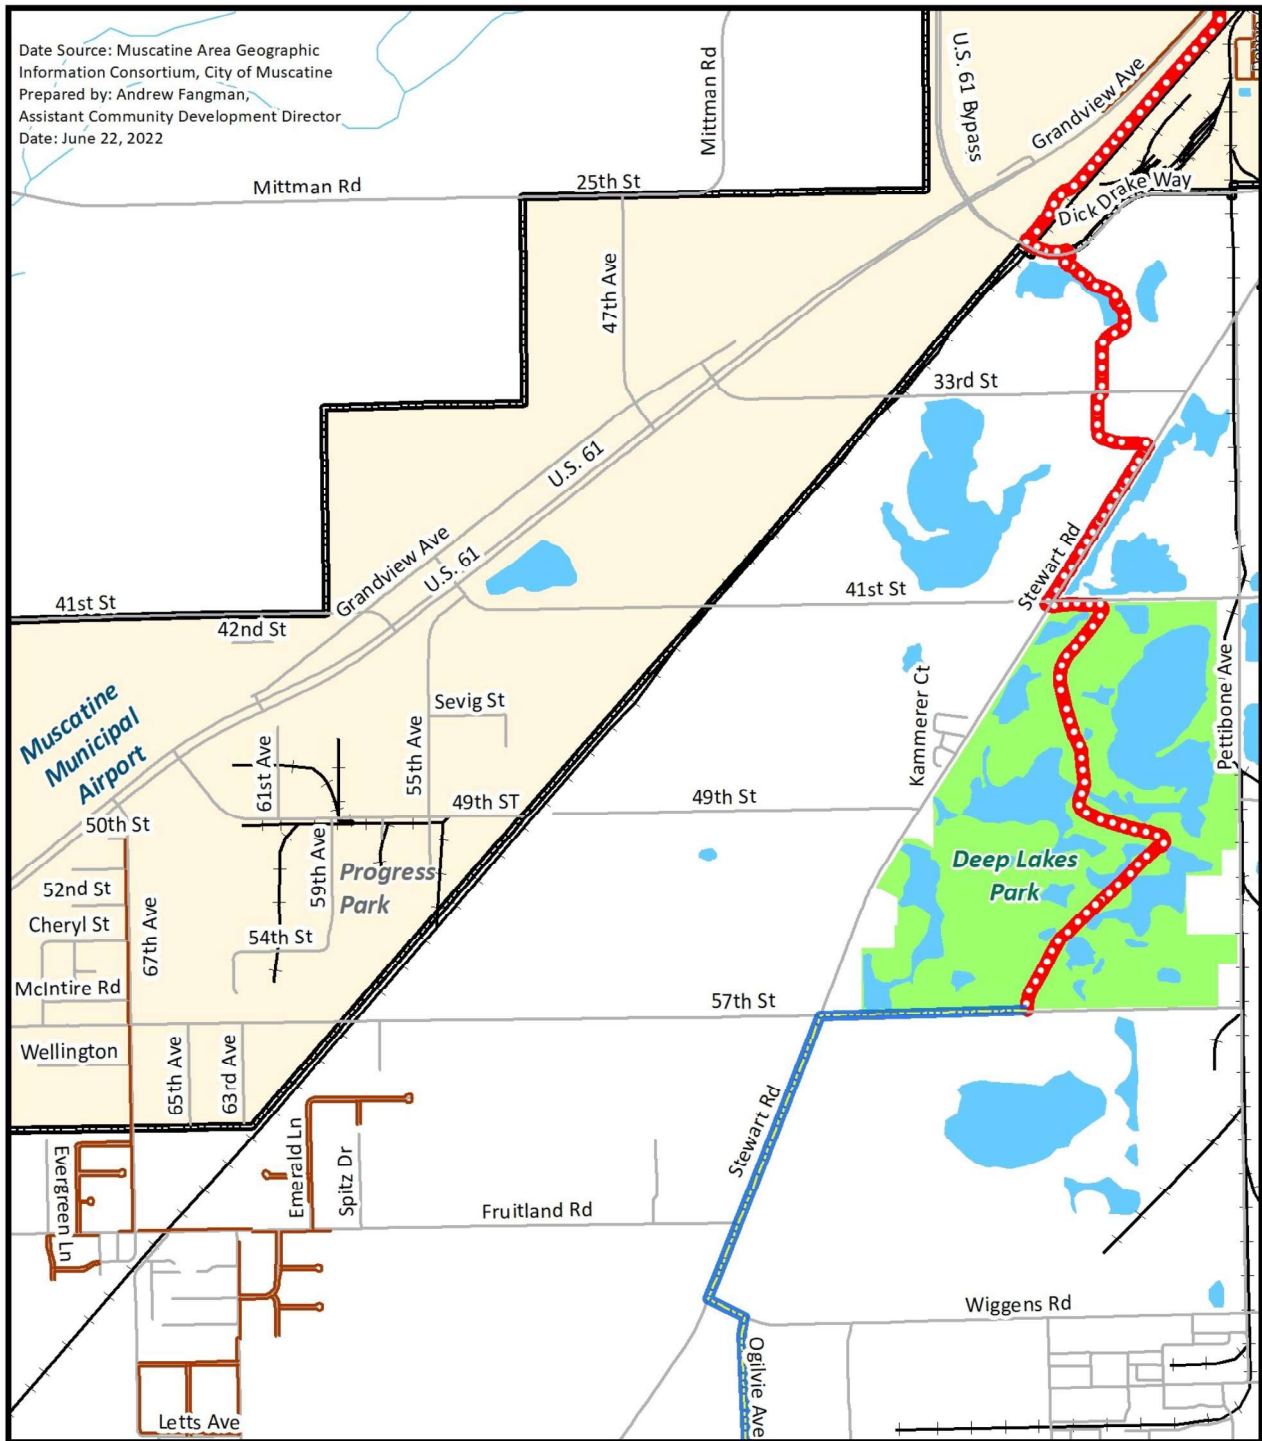 Date Source: Muscatine Area Geographic
Information Consortium, City of Muscatine
Prepared by: Andrew Fangman,
Assistant Community Development Director
Date: June 22, 2022
Mittman Rd
U.S. 61 Bypass
Grandview Ave
Mittman Rd
25th St
Dick Drake Way
47th Ave
33rd St
U.S. 61
Grandview Ave
U.S. 61
Stewart Rd
41st St
41st St
42nd St
Muscatine
Municipal
Airport
Sevig St
Kammerer Ct
Pettibone Ave
61st Ave
55th Ave
49th ST
49th St
50th St
59th Ave
Progress
Park
Deep Lakes
Park
52nd St
Cheryl St
67th Ave
54th St
McIntire Rd
57th St
Wellington
65th Ave
63rd Ave
Stewart Rd
Evergreen Ln
Emerald Ln
Spitz Dr
Fruitland Rd
Wiggens Rd
Ogilvie Ave
Letts Ave